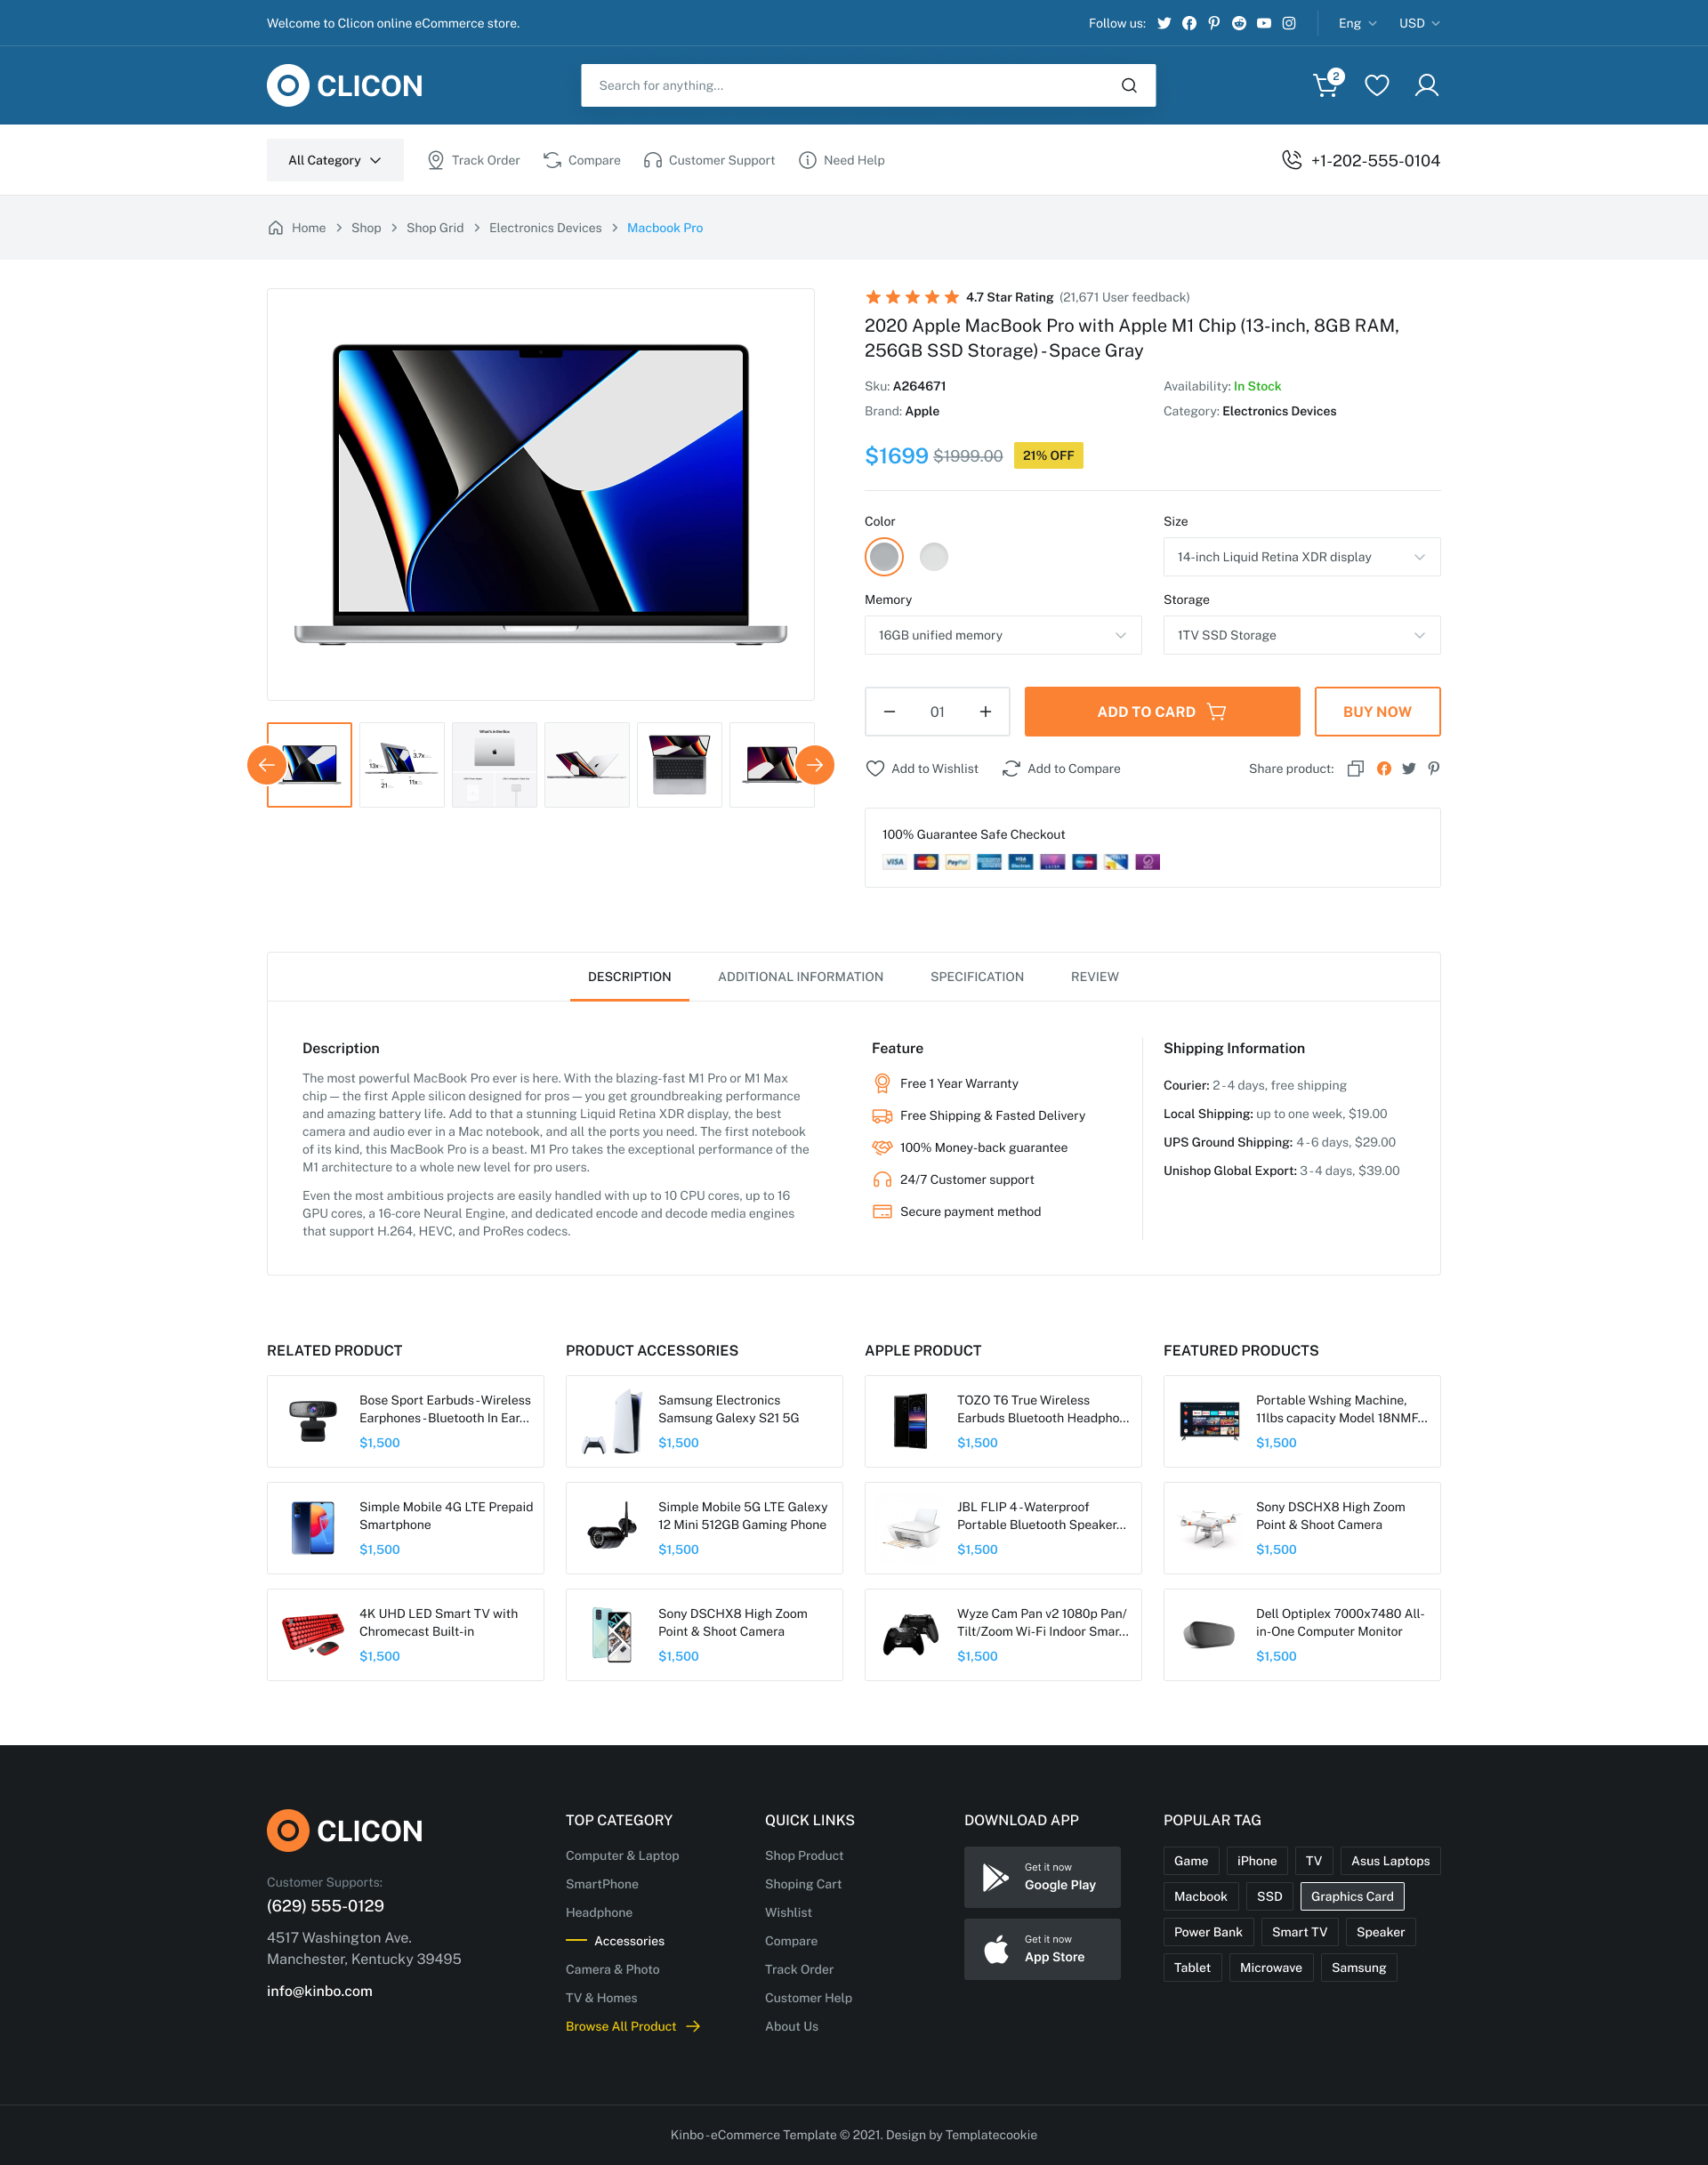 Welcome to Clicon online eCommerce store.
Follow us:
Eng
USD
CLICON
Search for anything...
2
All Category
Track Order
Compare
Customer Support
Need Help
+1-202-555-0104
Home
Shop
Shop Grid
Electronics Devices
Macbook Pro
4.7 Star Rating (21,671 User feedback)
2020 Apple MacBook Pro with Apple M1 Chip (13-inch, 8GB RAM,
256GB SSD Storage) - Space Gray
Sku: A264671
Availability: In Stock
Brand: Apple
Category: Electronics Devices
$1699 $1999.00 21% OFF
Color
Size
14-inch Liquid Retina XDR display
Memory
Storage
16GB unified memory
1TV SSD Storage
01
ADD TO CARD
BUY NOW
Add to Wishlist
Add to Compare
Share product:
100% Guarantee Safe Checkout
VISA
PayPal
DESCRIPTION
ADDITIONAL INFORMATION
SPECIFICATION
REVIEW
Description
The most powerful MacBook Pro ever is here. With the blazing-fast M1 Pro or M1 Max
chip — the first Apple silicon designed for pros — you get groundbreaking performance
and amazing battery life. Add to that a stunning Liquid Retina XDR display, the best
camera and audio ever in a Mac notebook, and all the ports you need. The first notebook
of its kind, this MacBook Pro is a beast. M1 Pro takes the exceptional performance of the
M1 architecture to a whole new level for pro users.
Even the most ambitious projects are easily handled with up to 10 CPU cores, up to 16
GPU cores, a 16-core Neural Engine, and dedicated encode and decode media engines
that support H.264, HEVC, and ProRes codecs.
Feature
Free 1 Year Warranty
Free Shipping & Fasted Delivery
100% Money-back guarantee
24/7 Customer support
Secure payment method
Shipping Information
Courier: 2 - 4 days, free shipping
Local Shipping: up to one week, $19.00
UPS Ground Shipping: 4 - 6 days, $29.00
Unishop Global Export: 3 - 4 days, $39.00
RELATED PRODUCT
Bose Sport Earbuds - Wireless
Earphones - Bluetooth In Ear...
$1,500
Simple Mobile 4G LTE Prepaid
Smartphone
$1,500
4K UHD LED Smart TV with
Chromecast Built-in
$1,500
PRODUCT ACCESSORIES
Samsung Electronics
Samsung Galexy S21 5G
$1,500
Simple Mobile 5G LTE Galexy
12 Mini 512GB Gaming Phone
$1,500
Sony DSCHX8 High Zoom
Point & Shoot Camera
$1,500
APPLE PRODUCT
TOZO T6 True Wireless
Earbuds Bluetooth Headpho...
$1,500
JBL FLIP 4 - Waterproof
Portable Bluetooth Speaker...
$1,500
Wyze Cam Pan v2 1080p Pan/
Tilt/Zoom Wi-Fi Indoor Smar...
$1,500
FEATURED PRODUCTS
Portable Wshing Machine,
11lbs capacity Model 18NMF...
$1,500
Sony DSCHX8 High Zoom
Point & Shoot Camera
$1,500
Dell Optiplex 7000x7480 All-
in-One Computer Monitor
$1,500
CLICON
Customer Supports:
(629) 555-0129
4517 Washington Ave.
Manchester, Kentucky 39495
info@kinbo.com
TOP CATEGORY
Computer & Laptop
SmartPhone
Headphone
Accessories
Camera & Photo
TV & Homes
Browse All Product
QUICK LINKS
Shop Product
Shoping Cart
Wishlist
Compare
Track Order
Customer Help
About Us
DOWNLOAD APP
Get it now
Google Play
Get it now
App Store
POPULAR TAG
Game
iPhone
TV
Asus Laptops
Macbook
SSD
Graphics Card
Power Bank
Smart TV
Speaker
Tablet
Microwave
Samsung
Kinbo - eCommerce Template © 2021. Design by Templatecookie